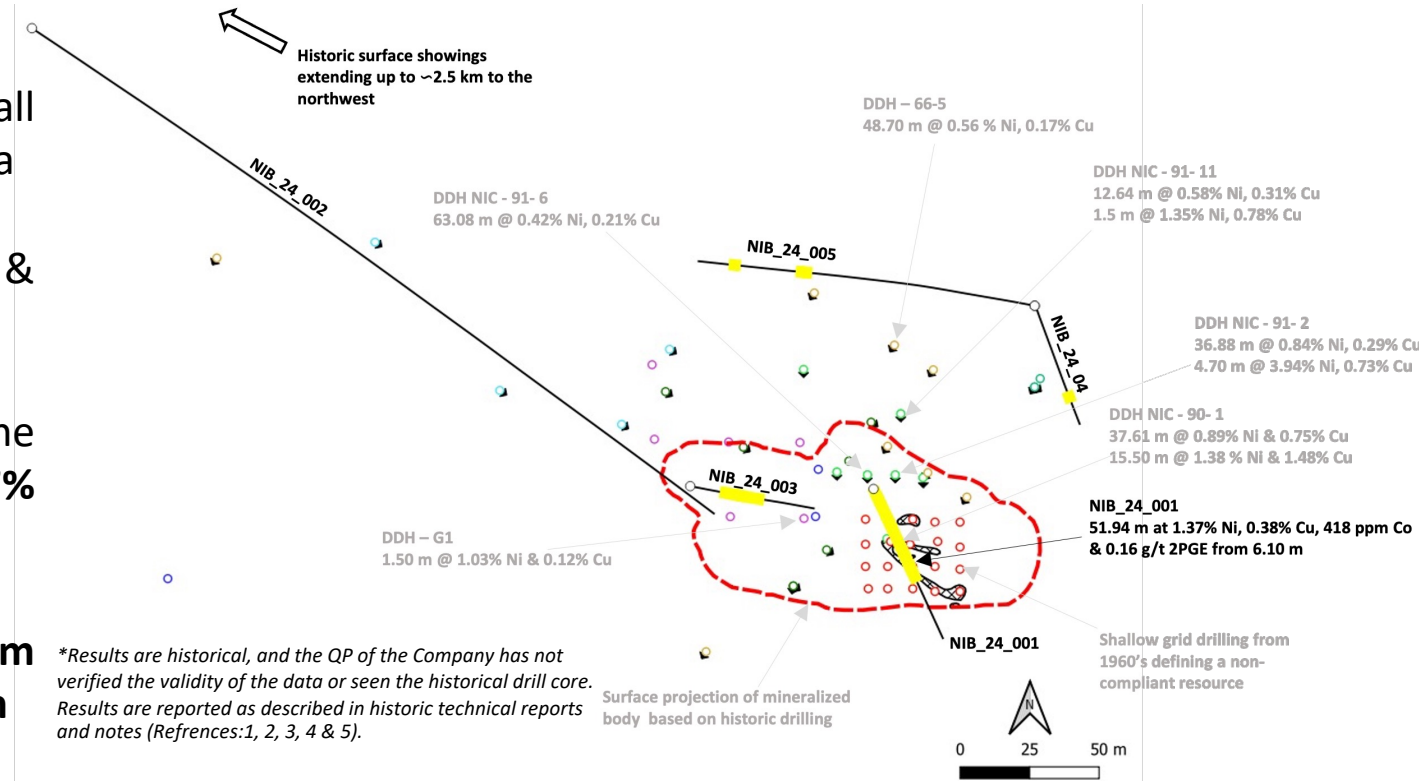 all
a
&
ne
%
m
Historic surface showings
extending up to ~2.5 km to the
northwest
NIB_24_002
DDH NIC - 91- 6
63.08 m @ 0.42% Ni, 0.21% Cu
DDH – 66-5
48.70 m @ 0.56 % Ni, 0.17% Cu
DDH NIC - 91- 11
12.64 m @ 0.58% Ni, 0.31% Cu
1.5 m @ 1.35% Ni, 0.78% Cu
NIB_24_005
NIB_24_04
DDH NIC - 91- 2
36.88 m @ 0.84% Ni, 0.29% Cu
4.70 m @ 3.94% Ni, 0.73% Cu
DDH NIC - 90- 1
37.61 m @ 0.89% Ni & 0.75% Cu
15.50 m @ 1.38 % Ni & 1.48% Cu
NIB_24_003
NIB_24_001
51.94 m at 1.37% Ni, 0.38% Cu, 418 ppm Co
& 0.16 g/t 2PGE from 6.10 m
DDH – G1
1.50 m @ 1.03% Ni & 0.12% Cu
NIB_24_001
Shallow grid drilling from
1960’s defining a non-
compliant resource
Surface projection of mineralized
body based on historic drilling
*Results are historical, and the QP of the Company has not
verified the validity of the data or seen the historical drill core.
Results are reported as described in historic technical reports
and notes (Refrences:1, 2, 3, 4 & 5).
N
0 25 50 m